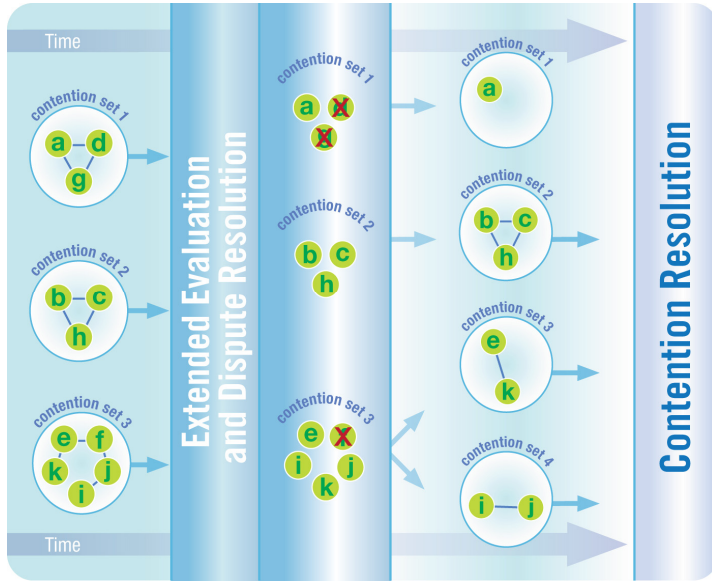 Time
contention set 1
a d
g
contention set 2
b c
h
contention set 3
e f
k j
i
Time
Extended Evaluation
and Dispute Resolution
contention set 1
a X
X
contention set 2
b c
h
contention set 3
e X
i j
k
contention set 1
a
contention set 2
b c
h
contention set 3
e
k
contention set 4
i j
Contention Resolution